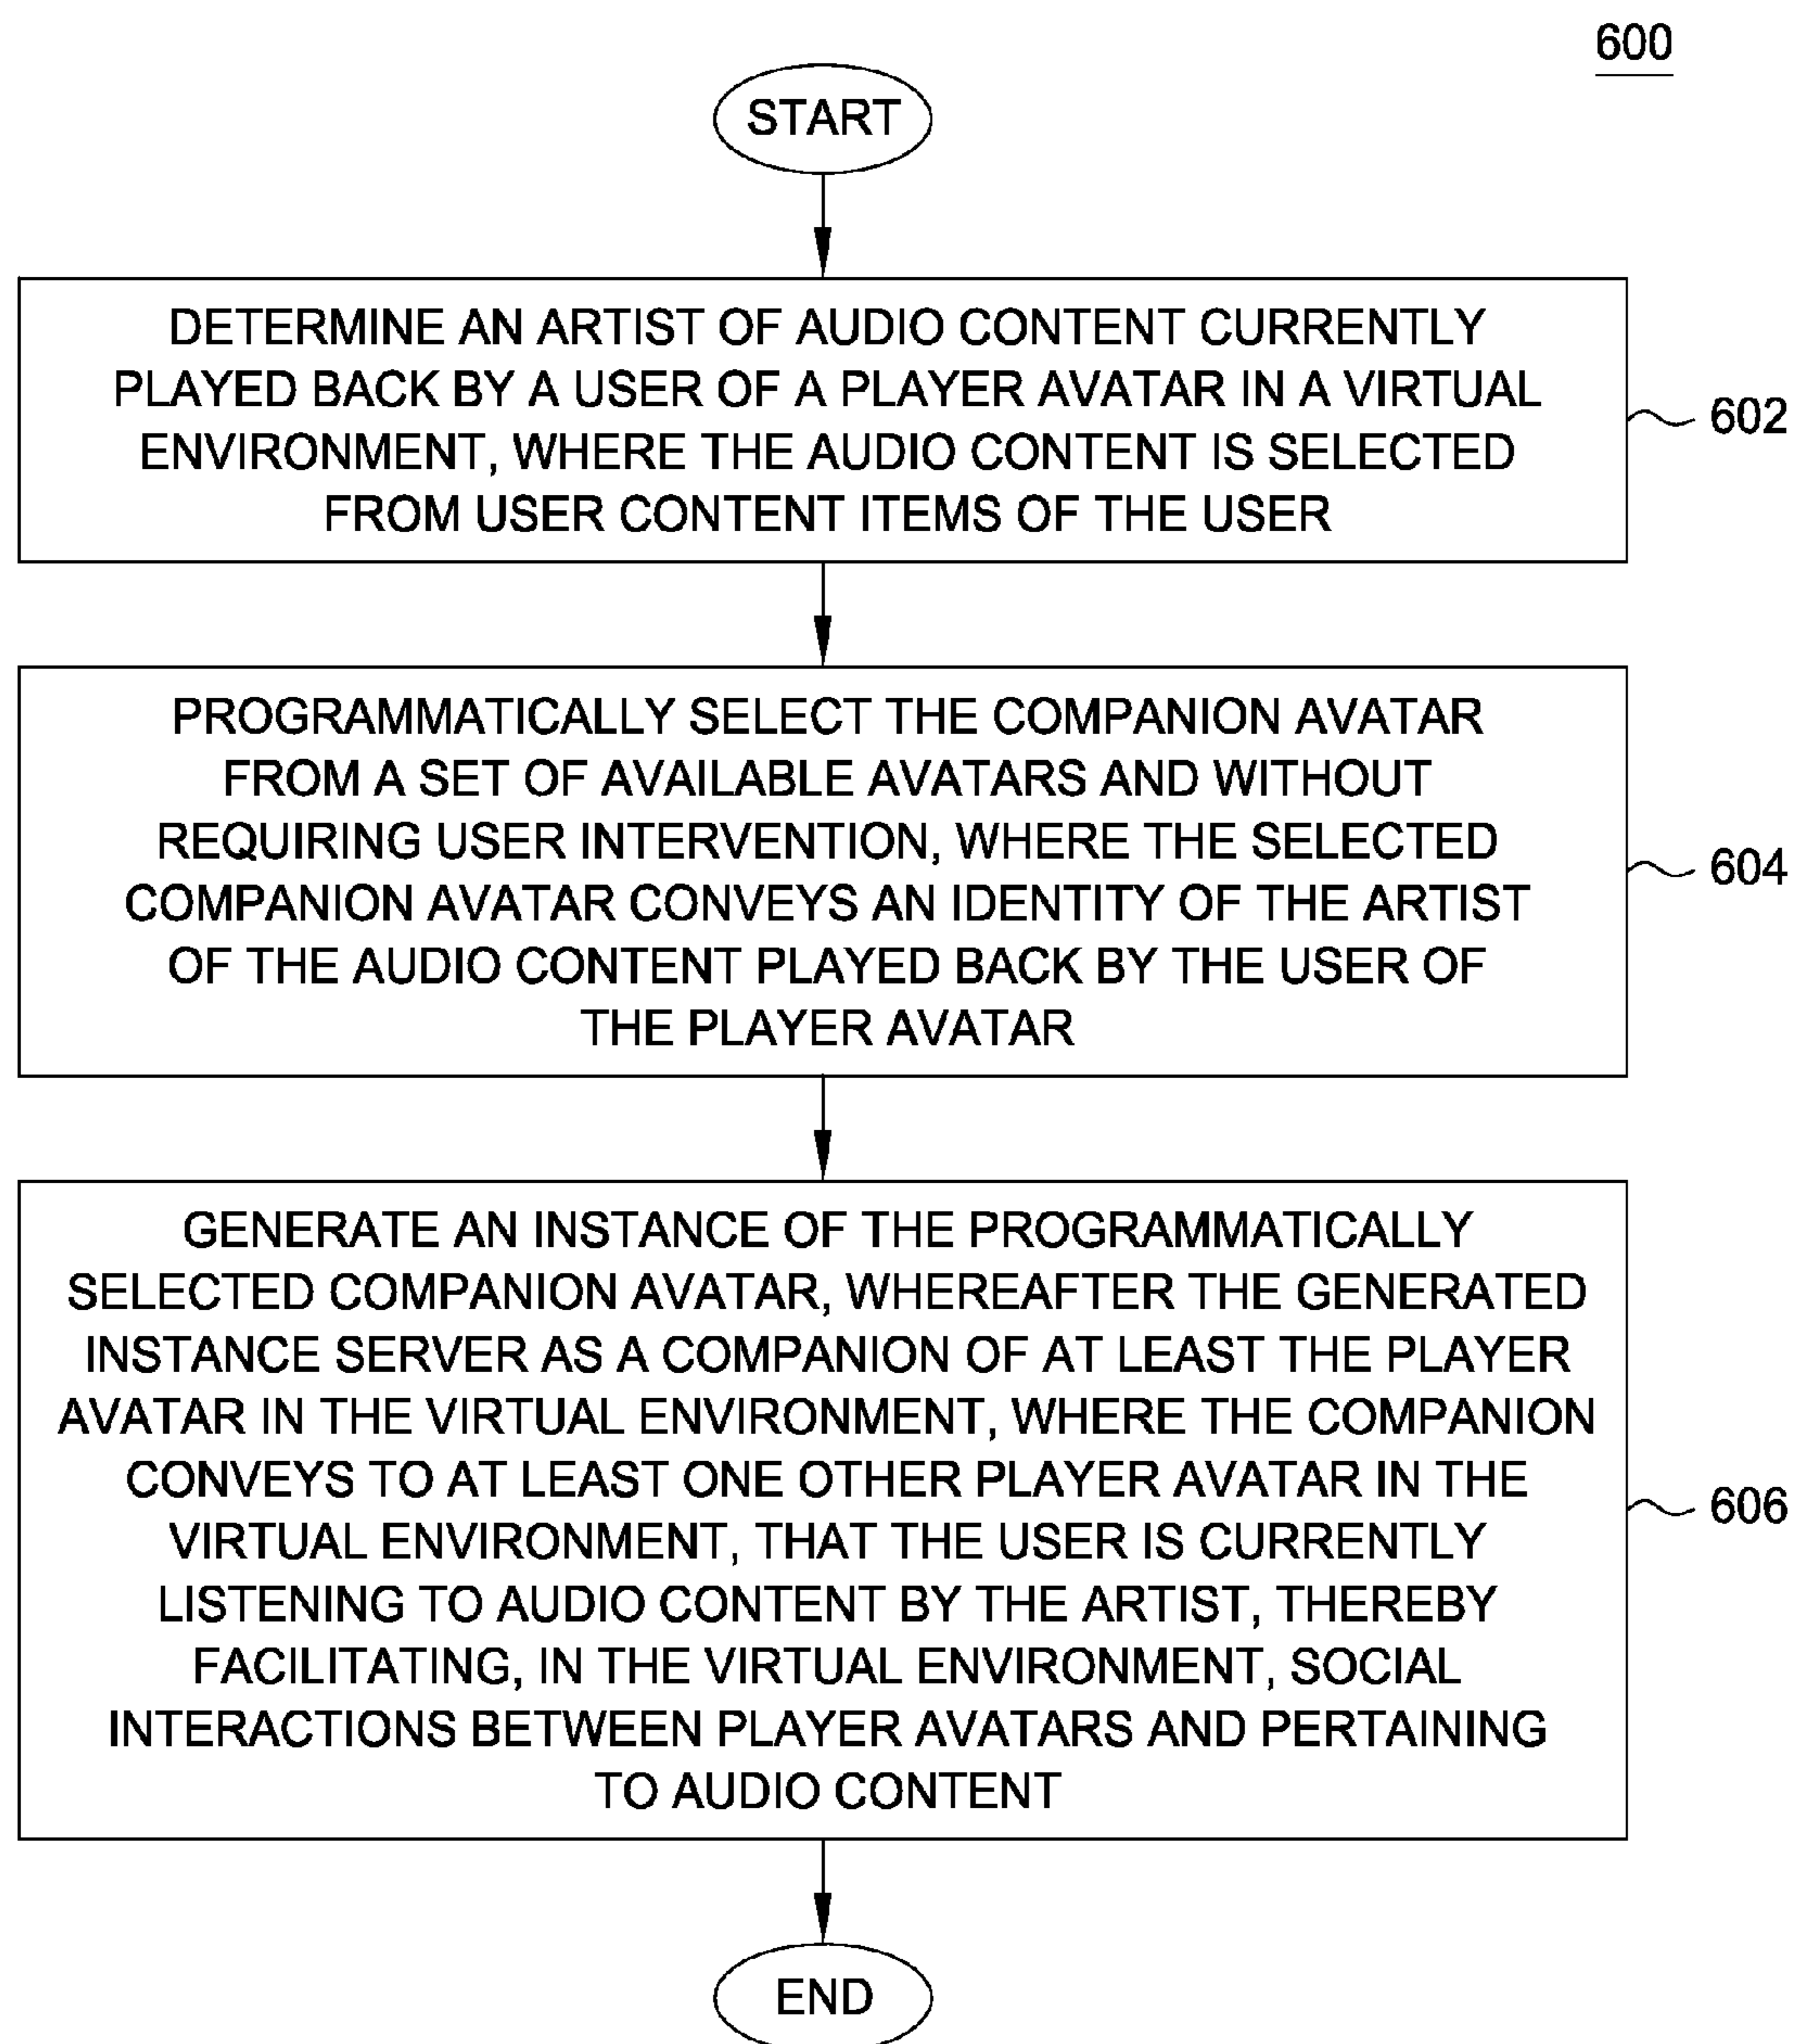 600
START
DETERMINE AN ARTIST OF AUDIO CONTENT CURRENTLY
PLAYED BACK BY A USER OF A PLAYER AVATAR IN A VIRTUAL
ENVIRONMENT, WHERE THE AUDIO CONTENT IS SELECTED
FROM USER CONTENT ITEMS OF THE USER
602
PROGRAMMATICALLY SELECT THE COMPANION AVATAR
FROM A SET OF AVAILABLE AVATARS AND WITHOUT
REQUIRING USER INTERVENTION, WHERE THE SELECTED
COMPANION AVATAR CONVEYS AN IDENTITY OF THE ARTIST
OF THE AUDIO CONTENT PLAYED BACK BY THE USER OF
THE PLAYER AVATAR
604
GENERATE AN INSTANCE OF THE PROGRAMMATICALLY
SELECTED COMPANION AVATAR, WHEREAFTER THE GENERATED
INSTANCE SERVER AS A COMPANION OF AT LEAST THE PLAYER
AVATAR IN THE VIRTUAL ENVIRONMENT, WHERE THE COMPANION
CONVEYS TO AT LEAST ONE OTHER PLAYER AVATAR IN THE
VIRTUAL ENVIRONMENT, THAT THE USER IS CURRENTLY
LISTENING TO AUDIO CONTENT BY THE ARTIST, THEREBY
FACILITATING, IN THE VIRTUAL ENVIRONMENT, SOCIAL
INTERACTIONS BETWEEN PLAYER AVATARS AND PERTAINING
TO AUDIO CONTENT
606
END